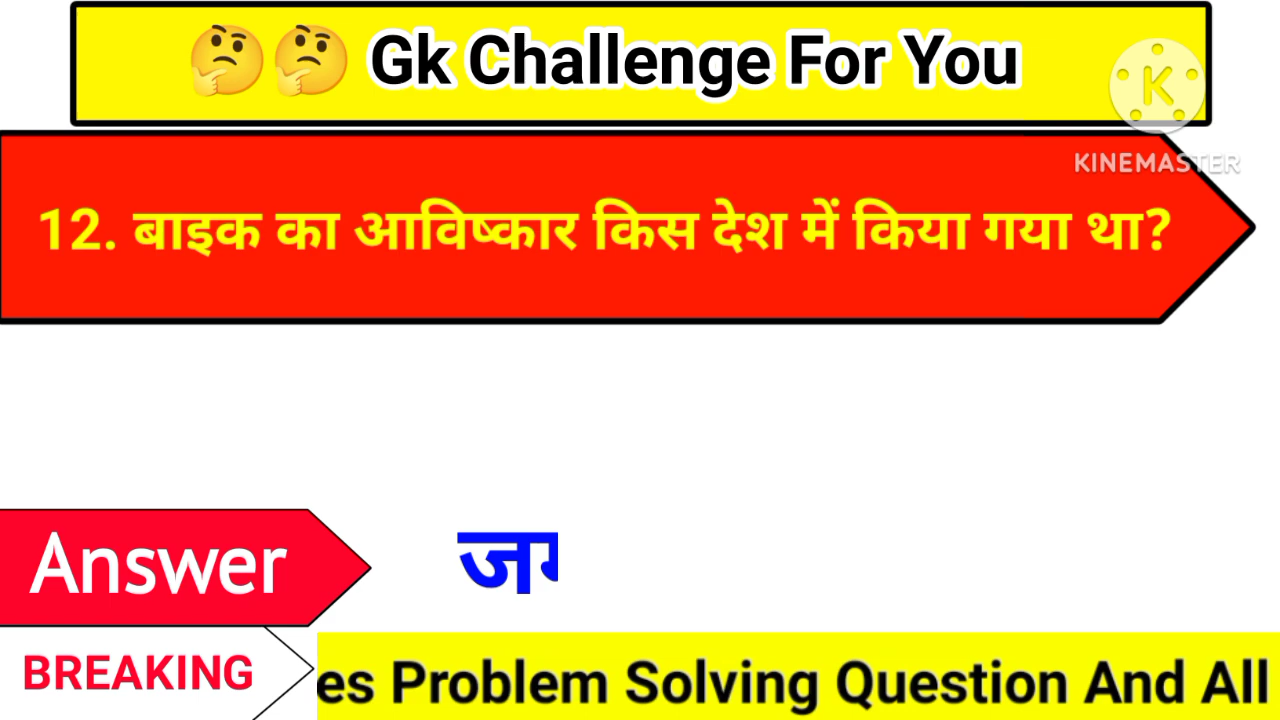 🤔🤔 Gk Challenge For You
KINEMASTER
12. बाइक का आविष्कार किस देश में किया गया था?
Answer
BREAKING
es Problem Solving Question And All